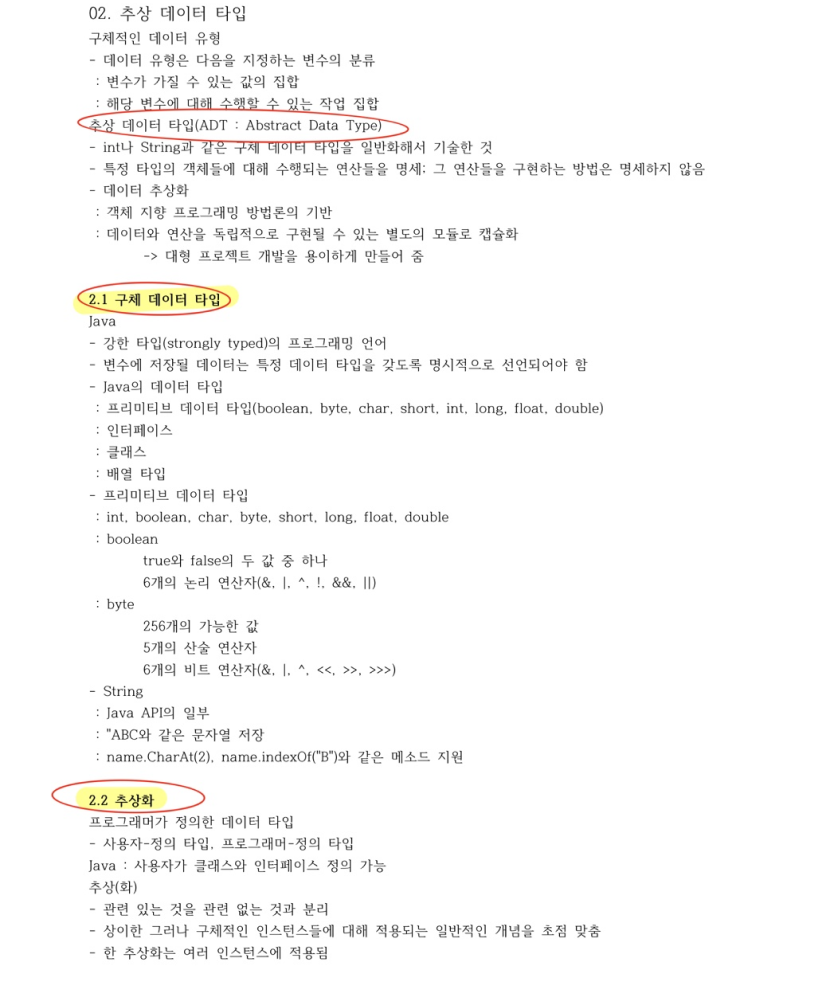 02. 추상 데이터 타입
구체적인 데이터 유형
- 데이터 유형은 다음을 지정하는 변수의 분류
: 변수가 가질 수 있는 값의 집합
: 해당 변수에 대해 수행할 수 있는 작업 집합
추상 데이터 타입(ADT : Abstract Data Type)
- int나 String과 같은 구체 데이터 타입을 일반화해서 기술한 것
- 특정 타입의 객체들에 대해 수행되는 연산들을 명세; 그 연산들을 구현하는 방법은 명세하지 않음
- 데이터 추상화
: 객체 지향 프로그래밍 방법론의 기반
: 데이터와 연산을 독립적으로 구현될 수 있는 별도의 모듈로 캡슐화
-> 대형 프로젝트 개발을 용이하게 만들어 줌
2.1 구체 데이터 타입
Java
- 강한 타입(strongly typed)의 프로그래밍 언어
- 변수에 저장될 데이터는 특정 데이터 타입을 갖도록 명시적으로 선언되어야 함
- Java의 데이터 타입
: 프리미티브 데이터 타입(boolean, byte, char, short, int, long, float, double)
: 인터페이스
: 클래스
: 배열 타입
- 프리미티브 데이터 타입
: int, boolean, char, byte, short, long, float, double
: boolean
true와 false의 두 값 중 하나
6개의 논리 연산자(&, |, ^, !, &&, ||)
: byte
256개의 가능한 값
5개의 산술 연산자
6개의 비트 연산자(&, |, ^, <<, >>, >>>)
- String
: Java API의 일부
: "ABC와 같은 문자열 저장
: name.CharAt(2), name.indexOf("B")와 같은 메소드 지원
2.2 추상화
프로그래머가 정의한 데이터 타입
- 사용자-정의 타입, 프로그래머-정의 타입
Java : 사용자가 클래스와 인터페이스 정의 가능
추상(화)
- 관련 있는 것을 관련 없는 것과 분리
- 상이한 그러나 구체적인 인스턴스들에 대해 적용되는 일반적인 개념을 초점 맞춤
- 한 추상화는 여러 인스턴스에 적용됨